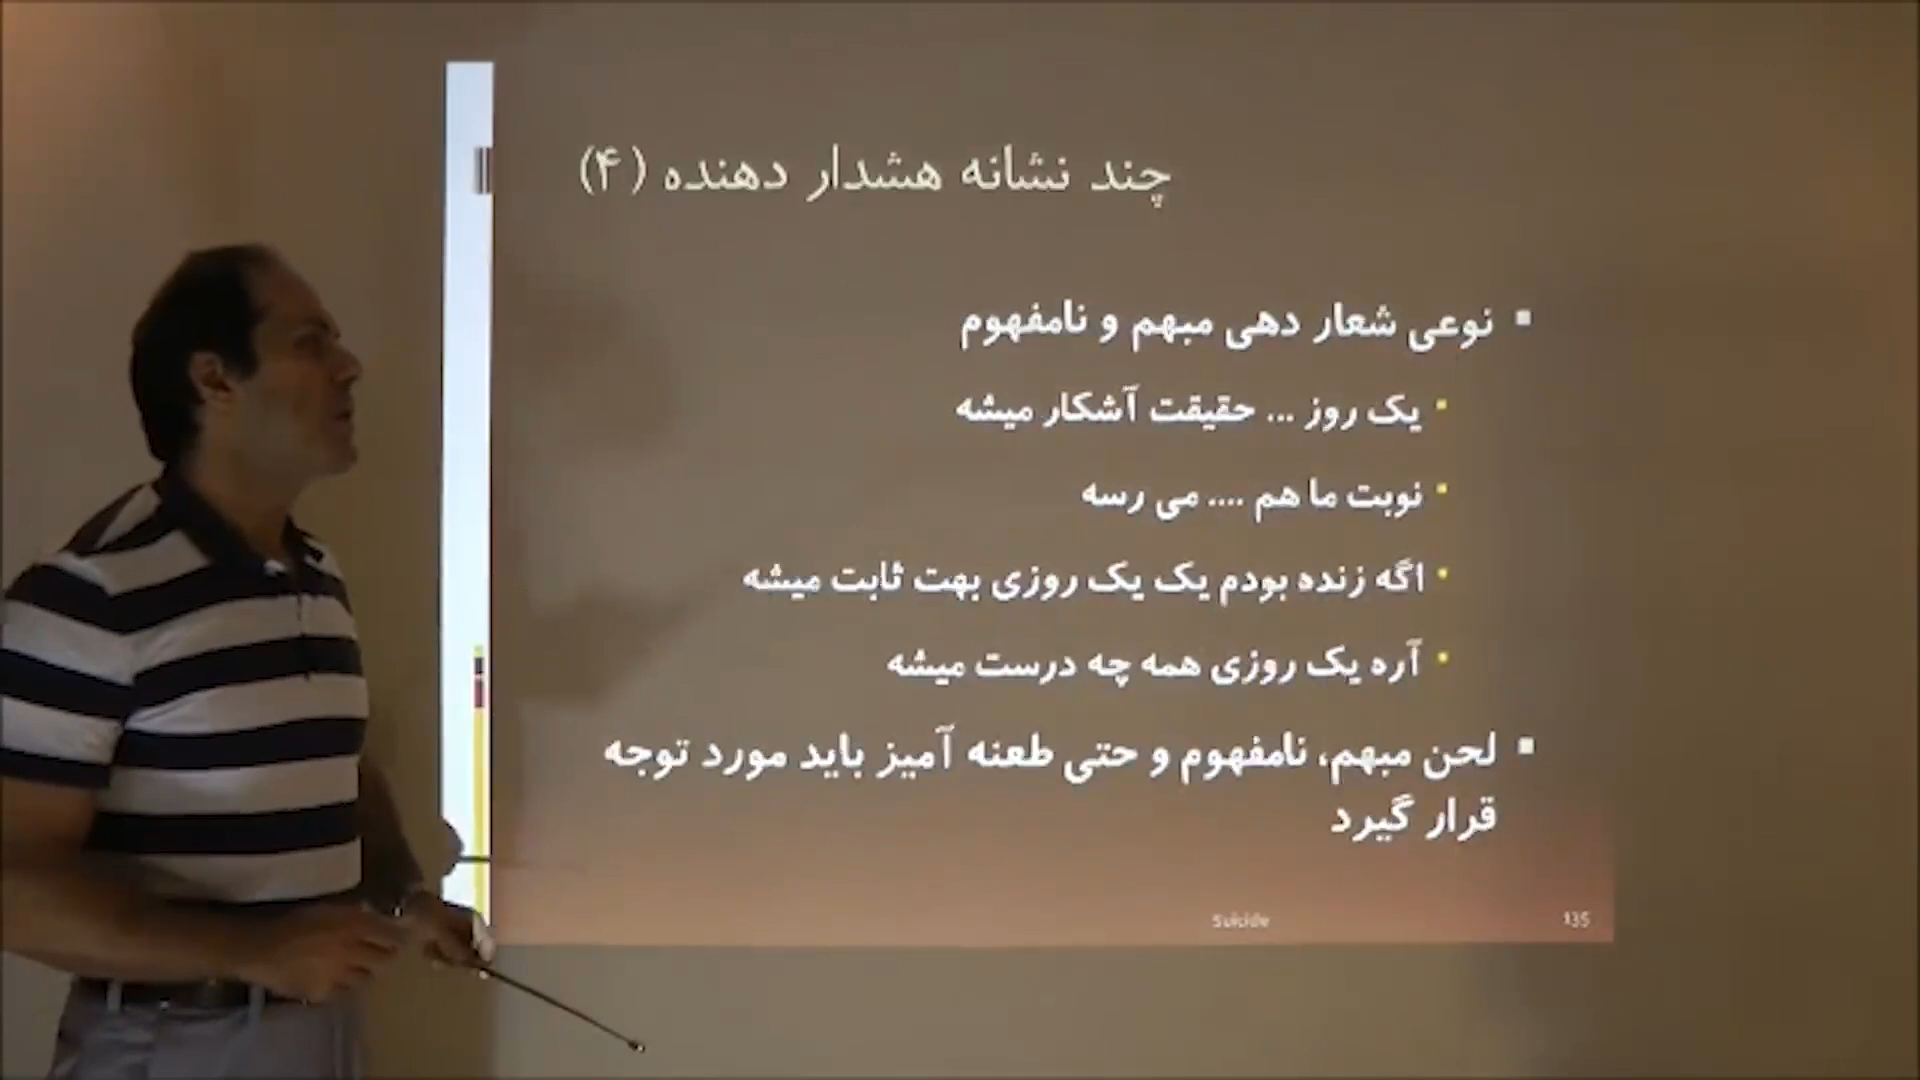 چند نشانه هشدار دهنده (۴)
نوعی شعار دهی مبهم و نامفهوم
یک روز ... حقیقت آشکار میشه
نوبت ما هم .... می رسه
اگه زنده بودم یک یک روزی بهت ثابت میشه
آره یک روزی همه چه درست میشه
لحن مبهم، نامفهوم و حتی طعنه آمیز باید مورد توجه
قرار گیرد
Suicide
135